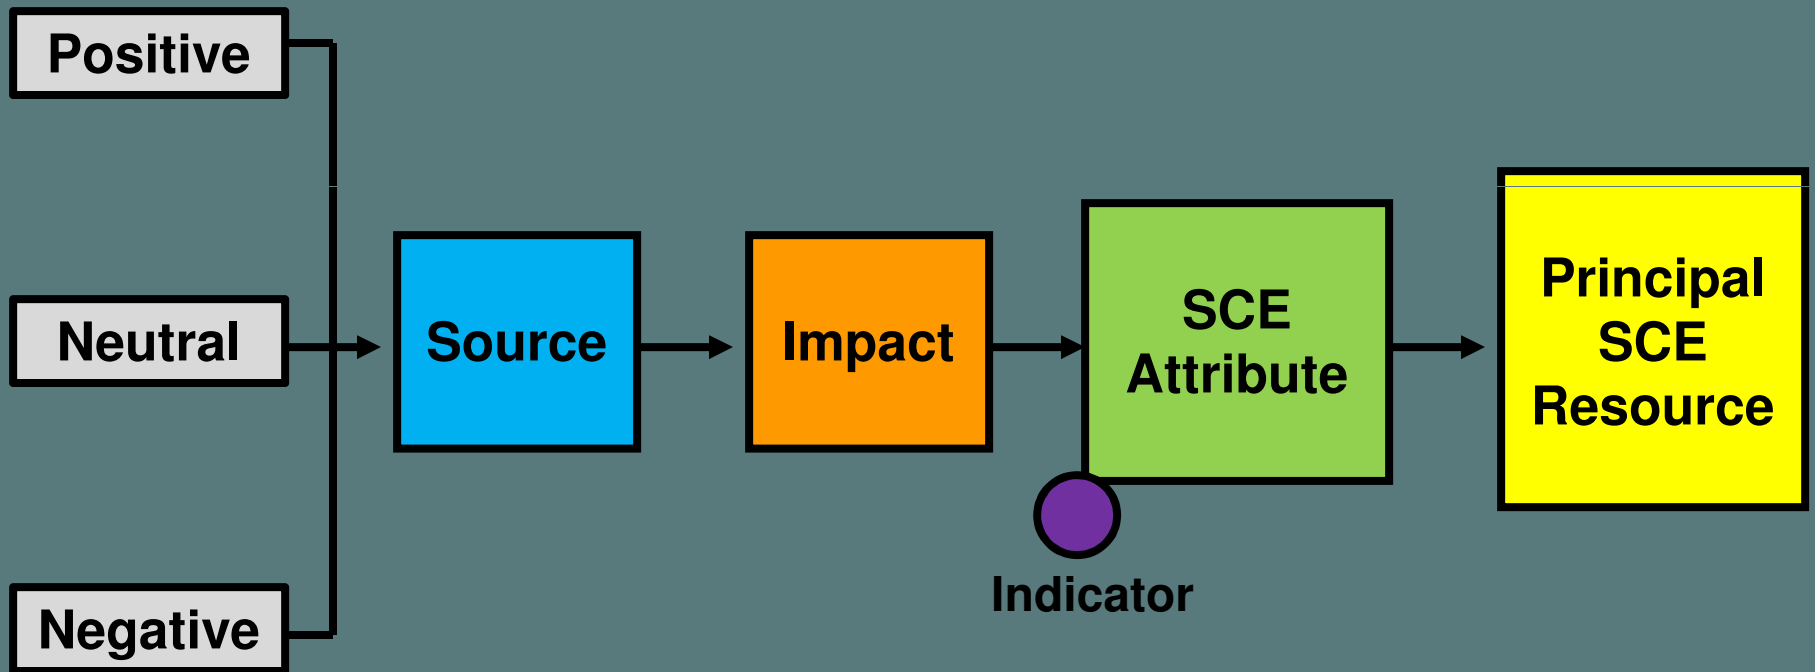 Positive
Neutral
Negative
Source
Impact
SCE
Attribute
Indicator
Principal
SCE
Resource